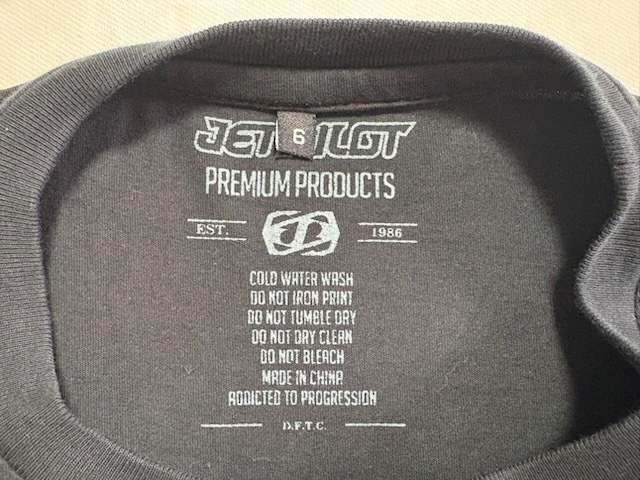 JETPILOT
6
PREMIUM PRODUCTS
EST. 1986
COLD WATER WASH
DO NOT IRON PRINT
DO NOT TUMBLE DRY
DO NOT DRY CLEAN
DO NOT BLEACH
MADE IN CHINA
ADDICTED TO PROGRESSION
D.F.T.C.